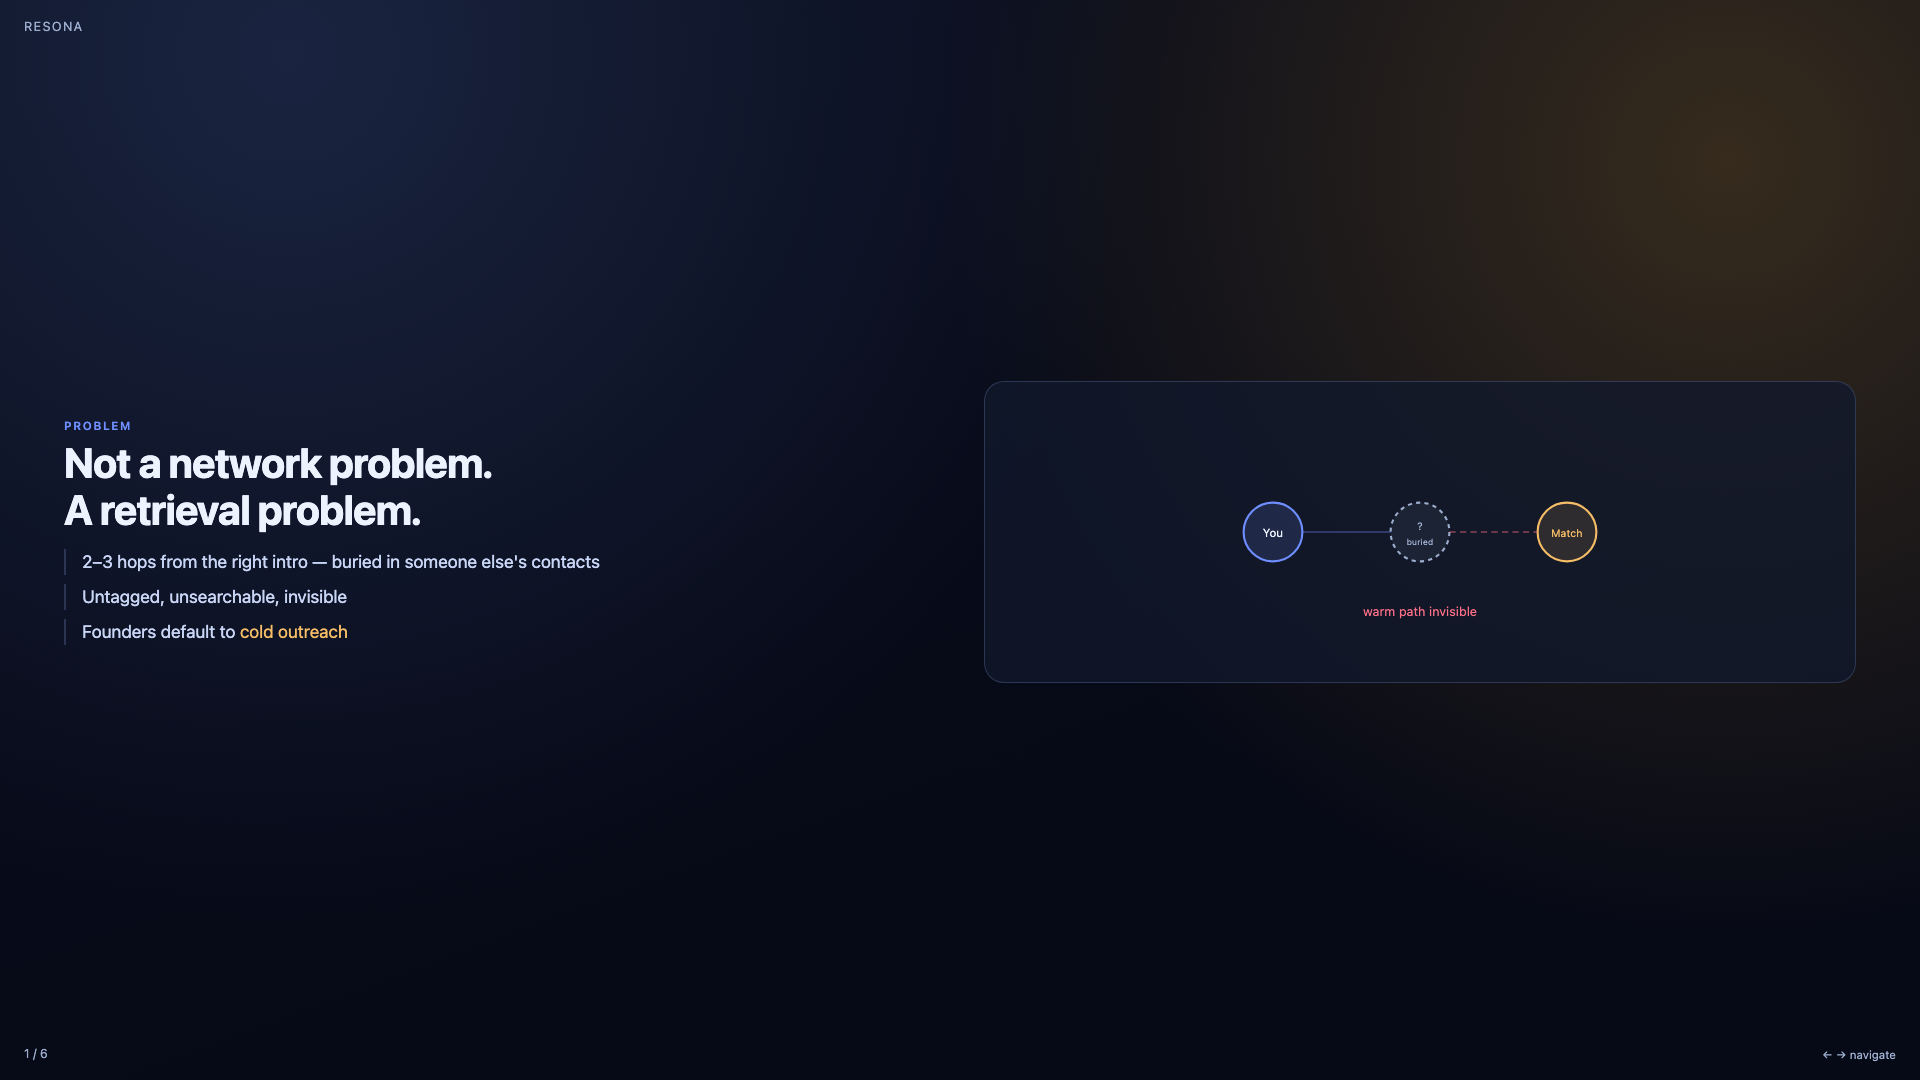 RESONA
PROBLEM
Not a network problem.
A retrieval problem.
2–3 hops from the right intro — buried in someone else's contacts
Untagged, unsearchable, invisible
Founders default to cold outreach
You
?
buried
Match
warm path invisible
1 / 6
← → navigate